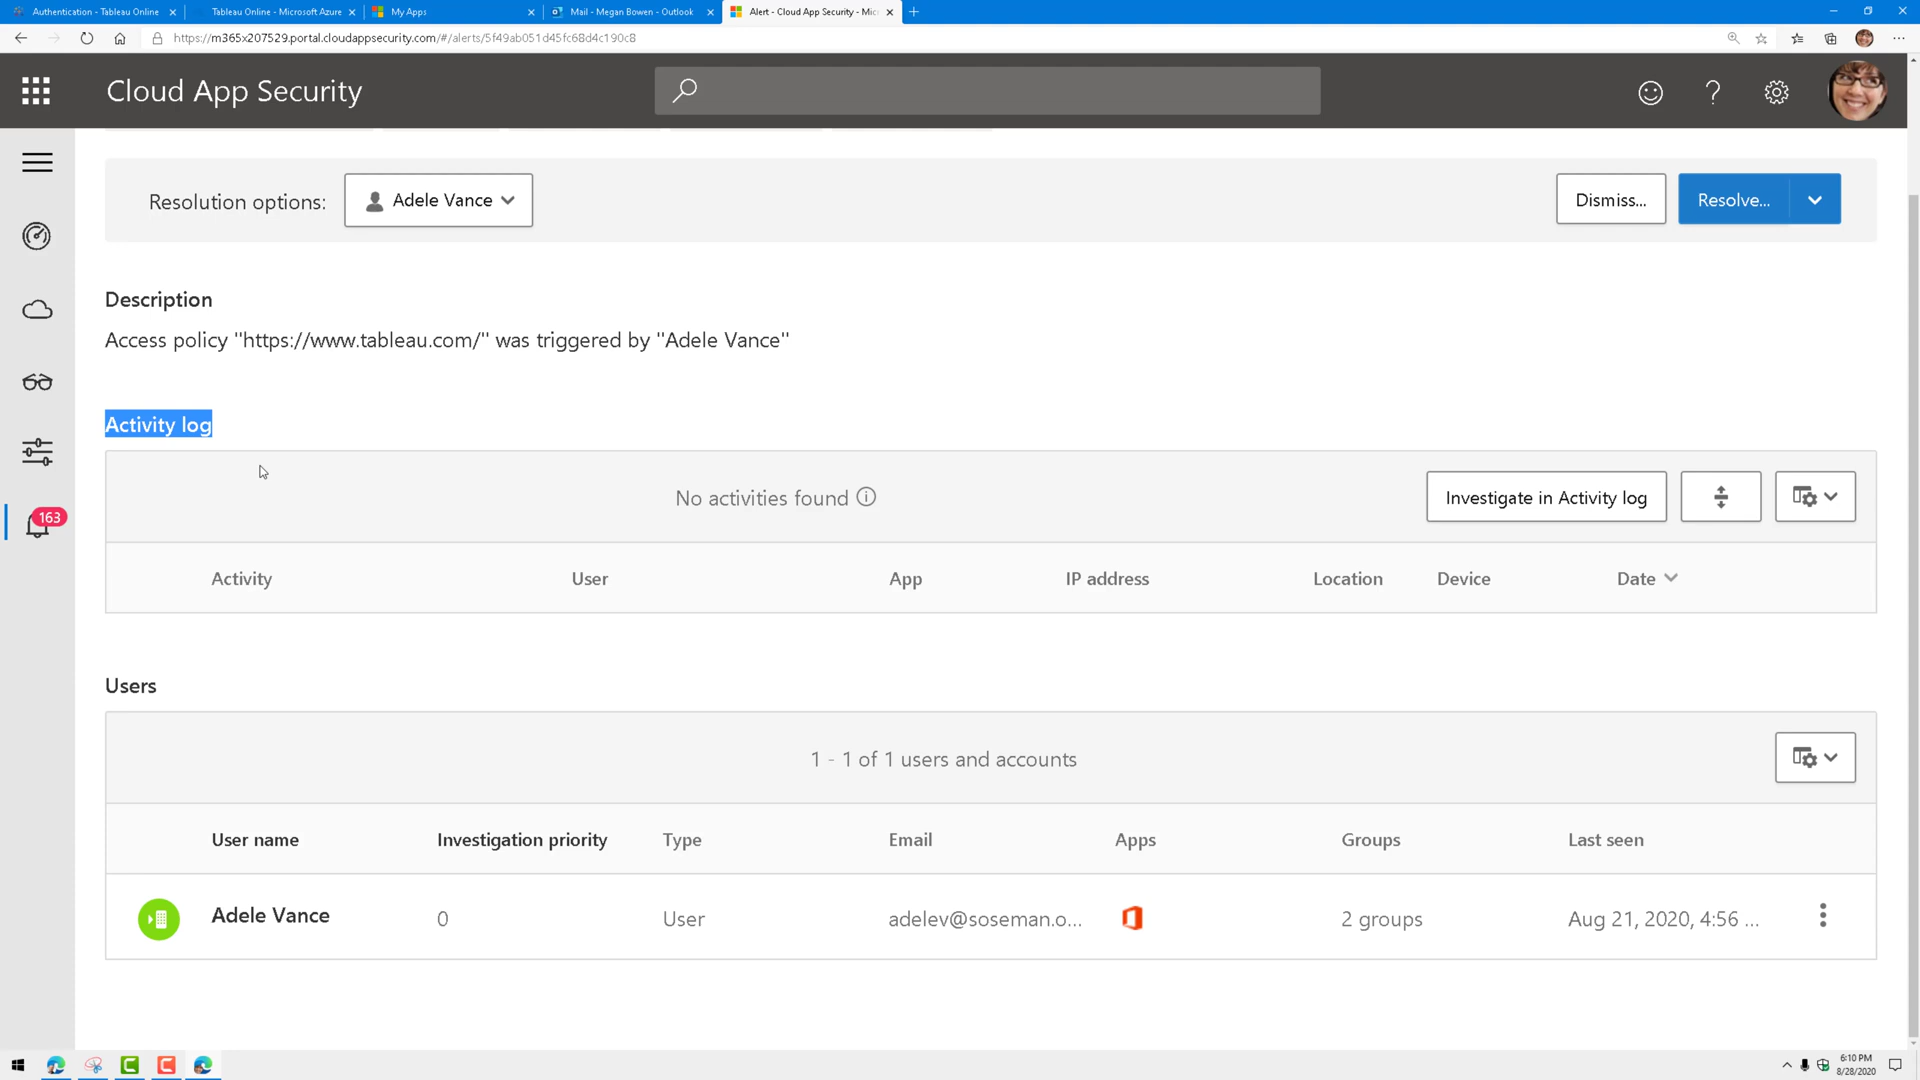 Authentication - Tableau Online
Tableau Online - Microsoft Azure
My Apps
Mail - Megan Bowen - Outlook
Alert - Cloud App Security - Mic
https://m365x207529.portal.cloudappsecurity.com/#/alerts/5f49ab051d45fc68d4c190c8
Cloud App Security
Resolution options:
Adele Vance
Dismiss...
Resolve...
Description
Access policy "https://www.tableau.com/" was triggered by "Adele Vance"
Activity log
No activities found
Investigate in Activity log
163
Activity User App IP address Location Device Date
Users
1 - 1 of 1 users and accounts
User name Investigation priority Type Email Apps Groups Last seen
Adele Vance 0 User adelev@soseman.o... 2 groups Aug 21, 2020, 4:56 ...
6:10 PM
8/28/2020